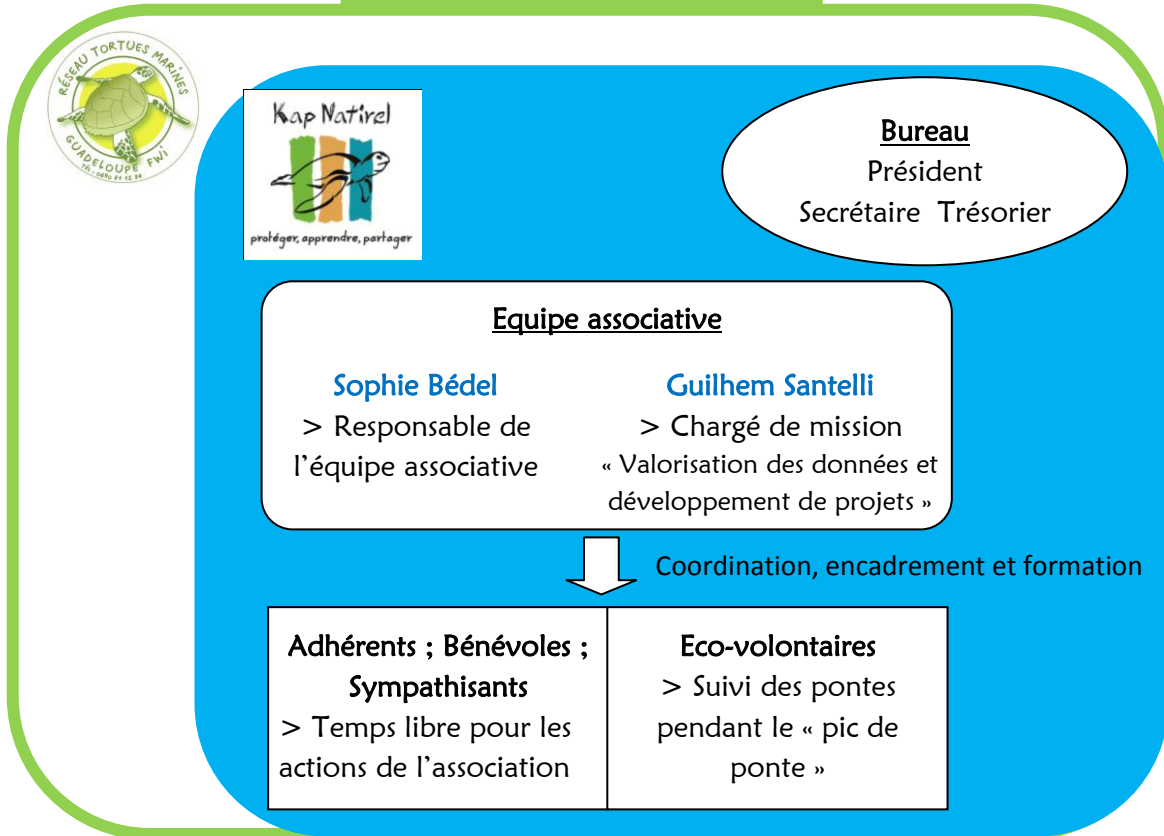 RÉSEAU TORTUES MARINES
GUADELOUPE FWI
Kap Natirel
protéger, apprendre, partager
Bureau
Président
Secrétaire Trésorier
Equipe associative
Sophie Bédel
> Responsable de
l'équipe associative
Guilhem Santelli
> Chargé de mission
« Valorisation des données et
développement de projets »
Coordination, encadrement et formation
Adhérents ; Bénévoles ;
Sympathisants
> Temps libre pour les
actions de l'association
Eco-volontaires
> Suivi des pontes
pendant le « pic de
ponte »